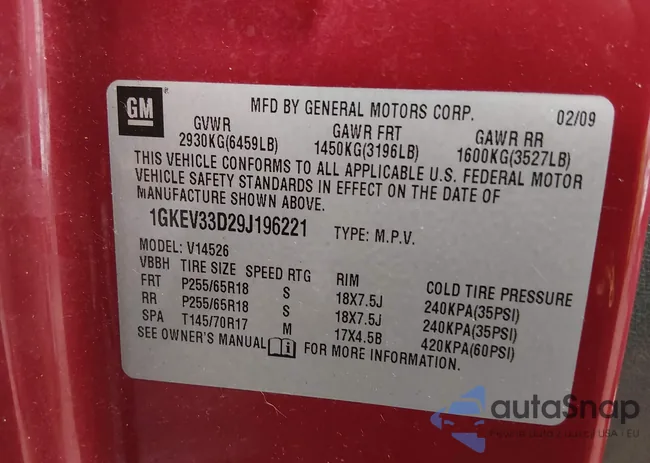 GM
MFD BY GENERAL MOTORS CORP. 02/09
GVWR GAWR FRT GAWR RR
2930KG(6459LB) 1450KG(3196LB) 1600KG(3527LB)
THIS VEHICLE CONFORMS TO ALL APPLICABLE U.S. FEDERAL MOTOR
VEHICLE SAFETY STANDARDS IN EFFECT ON THE DATE OF
MANUFACTURE SHOWN ABOVE.
1GKEV33D29J196221 TYPE: M.P.V.
MODEL: V14526
VBBH TIRE SIZE SPEED RTG RIM COLD TIRE PRESSURE
FRT P255/65R18 S 18X7.5J 240KPA(35PSI)
RR P255/65R18 S 18X7.5J 240KPA(35PSI)
SPA T145/70R17 M 17X4.5B 420KPA(60PSI)
SEE OWNER'S MANUAL FOR MORE INFORMATION.
autaSnap
USA - EU